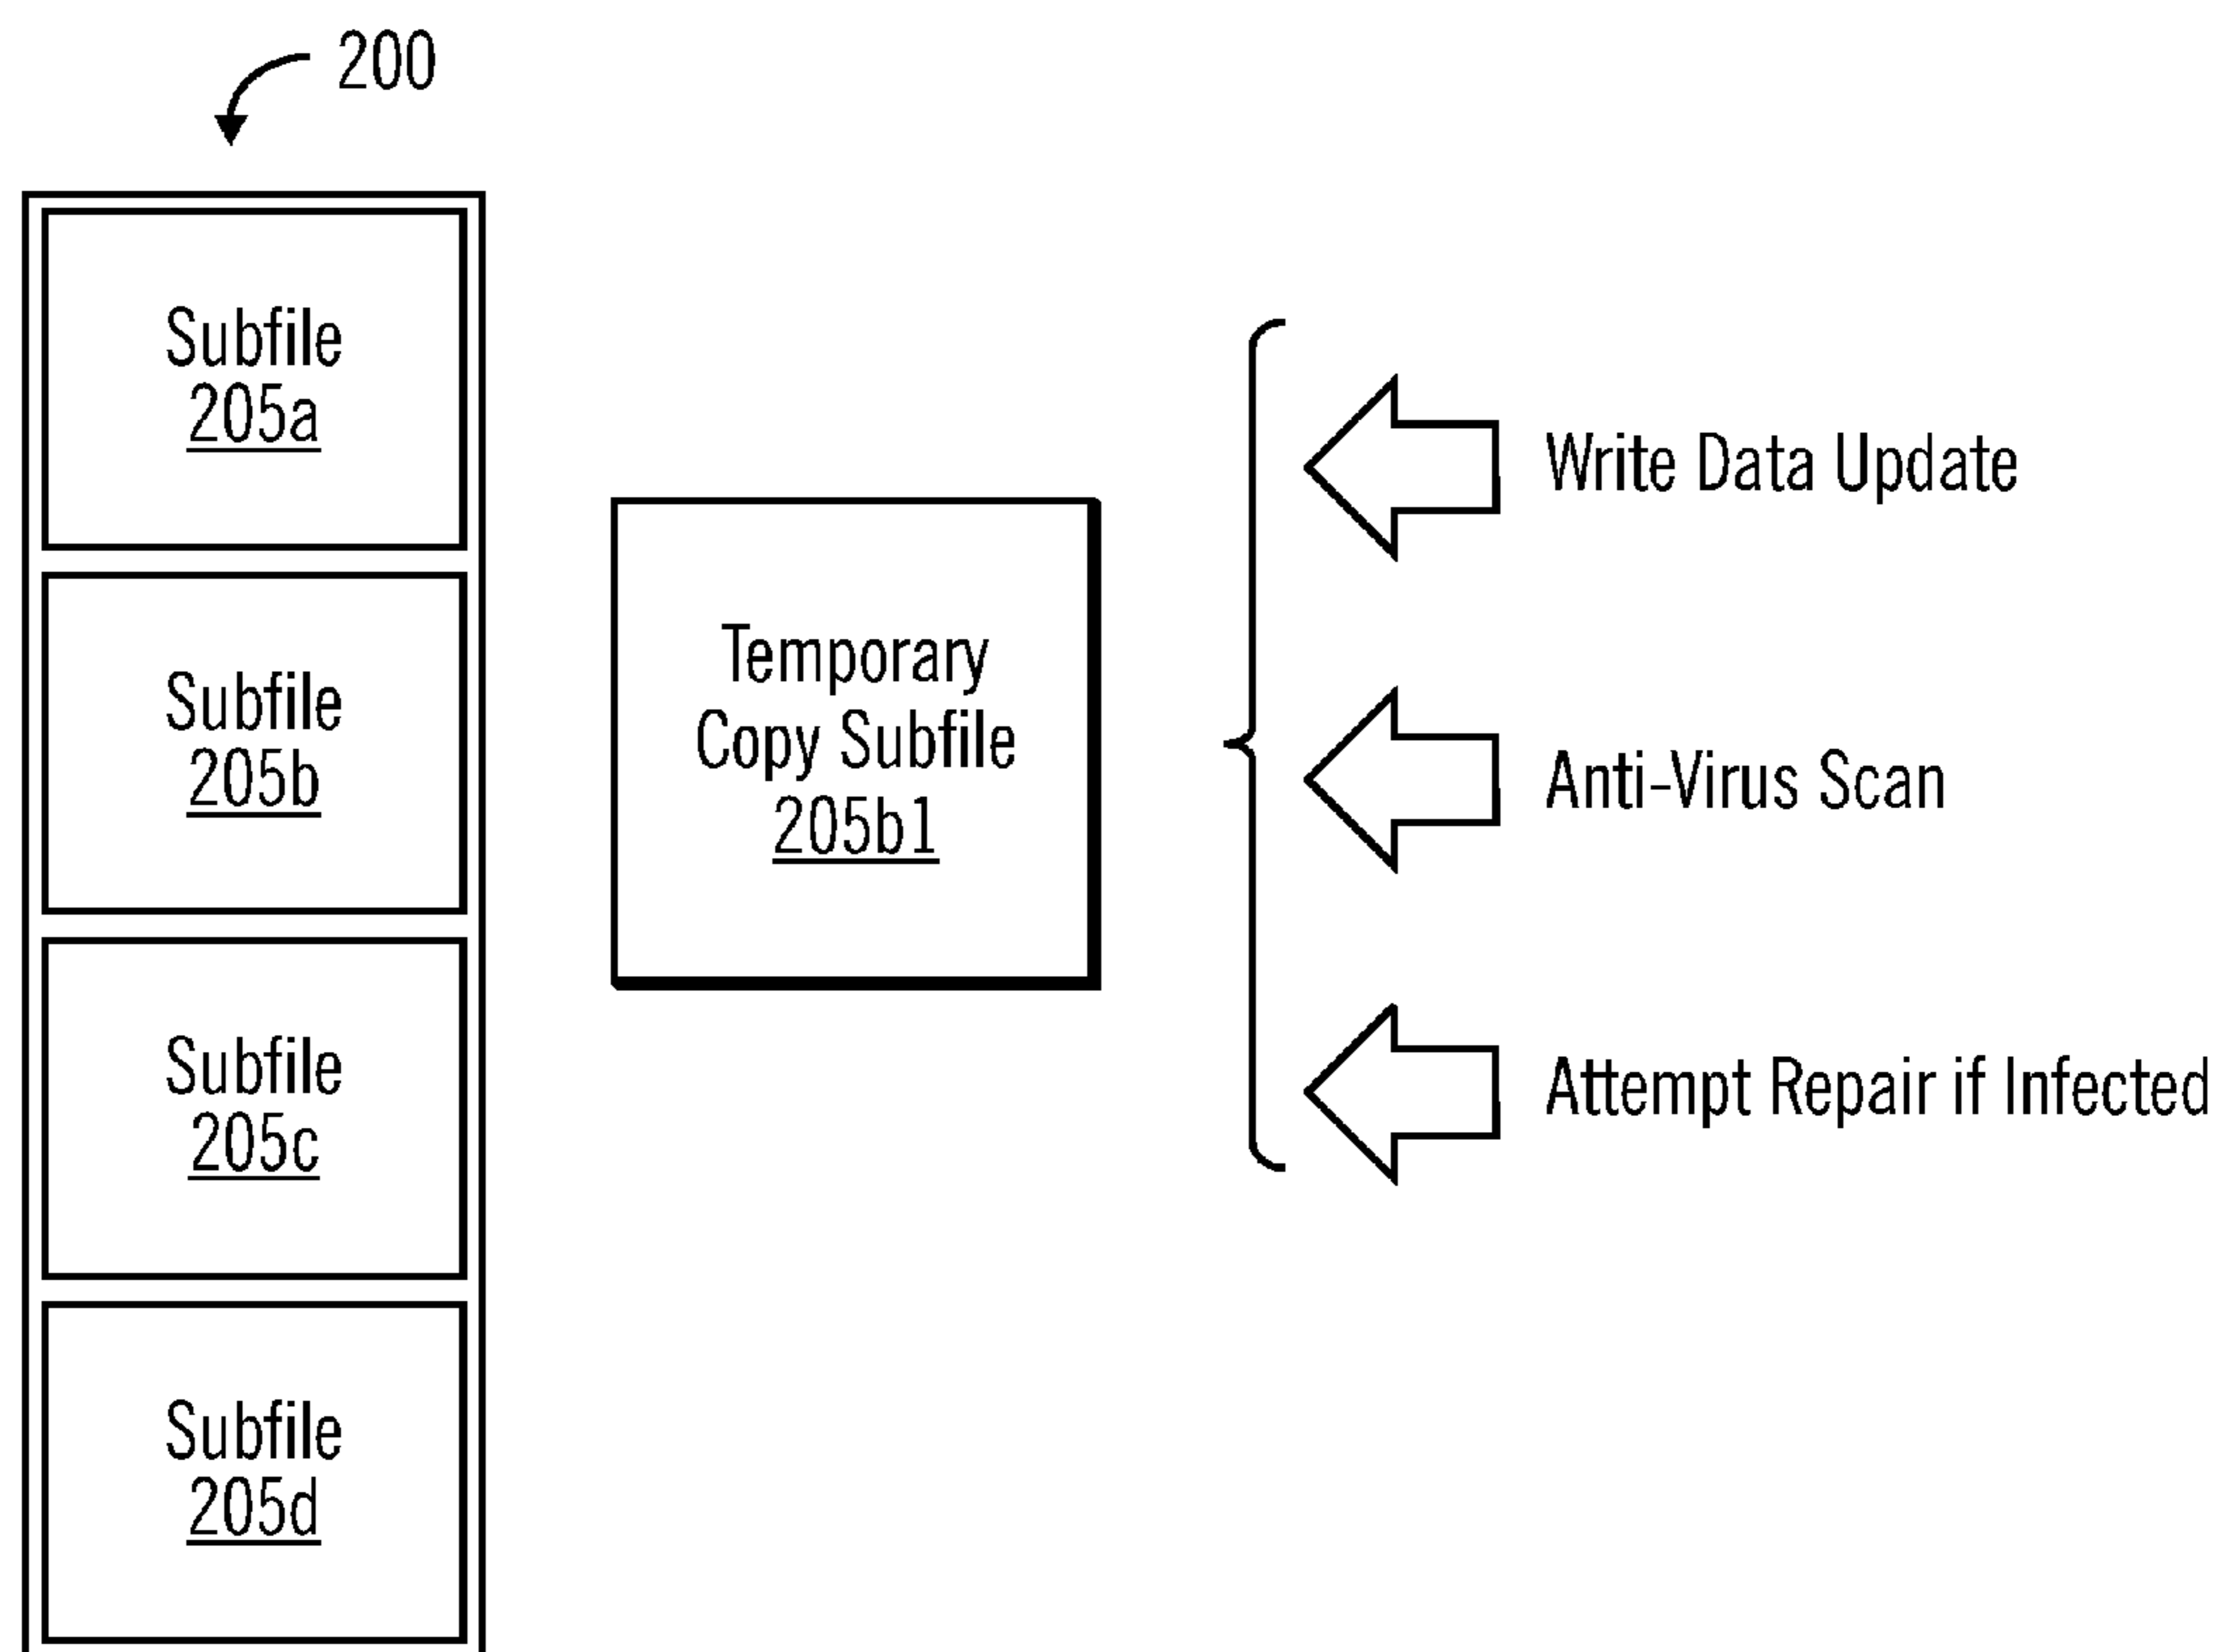 200
Subfile
205a
Subfile
205b
Subfile
205c
Subfile
205d
Temporary
Copy Subfile
205b1
Write Data Update
Anti-Virus Scan
Attempt Repair if Infected